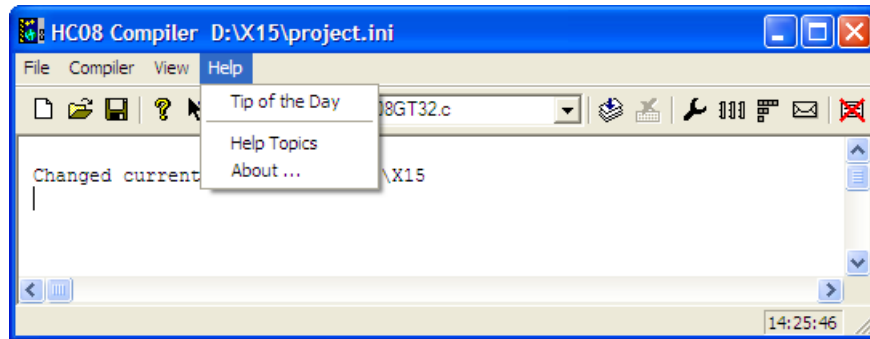 HC08 Compiler D:\X15\project.ini
File Compiler View Help
Tip of the Day
08GT32.c
Help Topics
About ...
Changed current
\X15
14:25:46